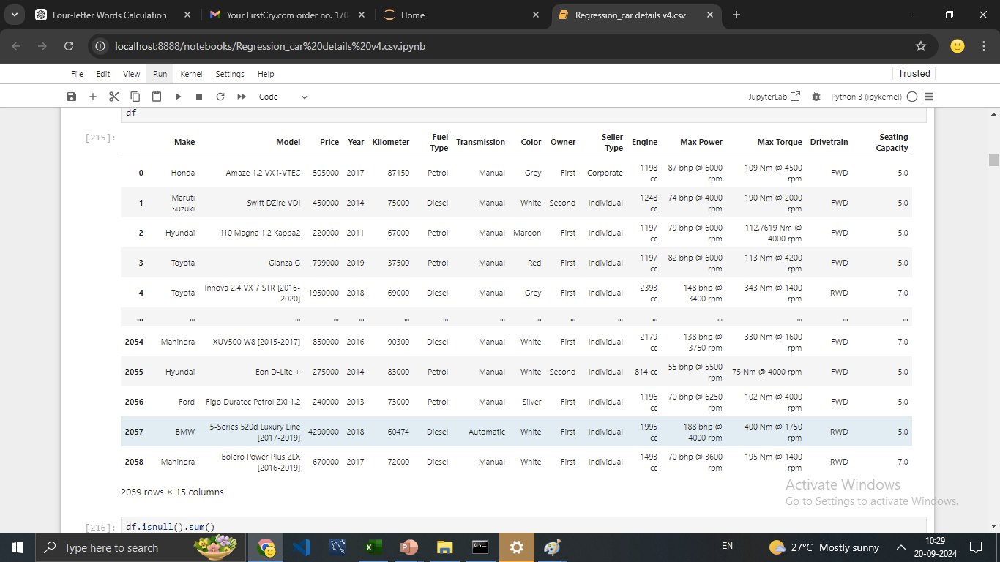 Four-letter Words Calculation
Your FirstCry.com order no. 170
Home
Regression_car details v4.csv
localhost:8888/notebooks/Regression_car%20details%20v4.csv.ipynb
File Edit View Run Kernel Settings Help
Trusted
Code
JupyterLab
Python 3 (ipykernel)
df
[215]:
Make Model Price Year Kilometer Fuel Type Transmission Color Owner Seller Type Engine Max Power Max Torque Drivetrain Seating Capacity
0 Honda Amaze 1.2 VX i-VTEC 505000 2017 87150 Petrol Manual Grey First Corporate 1198 cc 87 bhp @ 6000 rpm 109 Nm @ 4500 rpm FWD 5.0
1 Maruti Suzuki Swift DZire VDI 450000 2014 75000 Diesel Manual White Second Individual 1248 cc 74 bhp @ 4000 rpm 190 Nm @ 2000 rpm FWD 5.0
2 Hyundai i10 Magna 1.2 Kappa2 220000 2011 67000 Petrol Manual Maroon First Individual 1197 cc 79 bhp @ 6000 rpm 112.7619 Nm @ 4000 rpm FWD 5.0
3 Toyota Glanza G 799000 2019 37500 Petrol Manual Red First Individual 1197 cc 82 bhp @ 6000 rpm 113 Nm @ 4200 rpm FWD 5.0
4 Toyota Innova 2.4 VX 7 STR [2016-2020] 1950000 2018 69000 Diesel Manual Grey First Individual 2393 cc 148 bhp @ 3400 rpm 343 Nm @ 1400 rpm RWD 7.0
... ... ... ... ... ... ... ... ... ... ... ... ... ... ... ...
2054 Mahindra XUV500 W8 [2015-2017] 850000 2016 90300 Diesel Manual White First Individual 2179 cc 138 bhp @ 3750 rpm 330 Nm @ 1600 rpm FWD 7.0
2055 Hyundai Eon D-Lite + 275000 2014 83000 Petrol Manual White Second Individual 814 cc 55 bhp @ 5500 rpm 75 Nm @ 4000 rpm FWD 5.0
2056 Ford Figo Duratec Petrol ZXI 1.2 240000 2013 73000 Petrol Manual Silver First Individual 1196 cc 70 bhp @ 6250 rpm 102 Nm @ 4000 rpm FWD 5.0
2057 BMW 5-Series 520d Luxury Line [2017-2019] 4290000 2018 60474 Diesel Automatic White First Individual 1995 cc 188 bhp @ 4000 rpm 400 Nm @ 1750 rpm RWD 5.0
2058 Mahindra Bolero Power Plus ZLX [2016-2019] 670000 2017 72000 Diesel Manual White First Individual 1493 cc 70 bhp @ 3600 rpm 195 Nm @ 1400 rpm RWD 7.0
2059 rows × 15 columns
Activate Windows
Go to Settings to activate Windows.
[216]:
df.isnull().sum()
Type here to search
EN
27°C Mostly sunny
10:29
20-09-2024